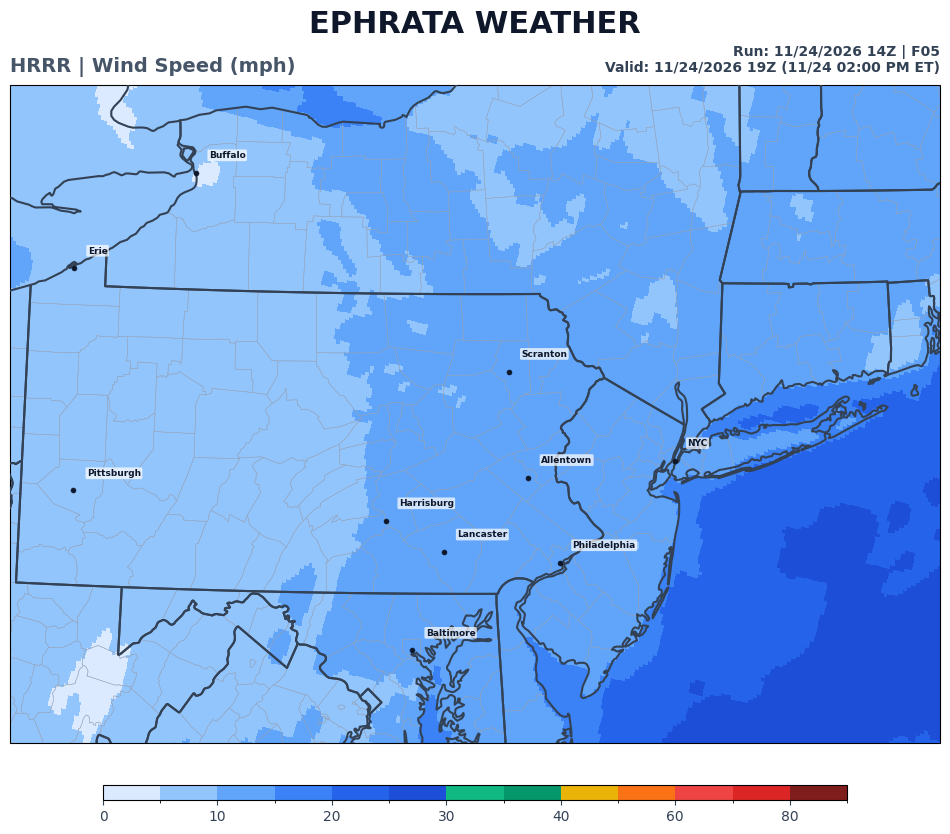 EPHRATA WEATHER
HRRR | Wind Speed (mph)
Run: 11/24/2026 14Z | F05
Valid: 11/24/2026 19Z (11/24 02:00 PM ET)
Buffalo
Erie
Scranton
NYC
Allentown
Pittsburgh
Harrisburg
Lancaster
Philadelphia
Baltimore
0 10 20 30 40 60 80